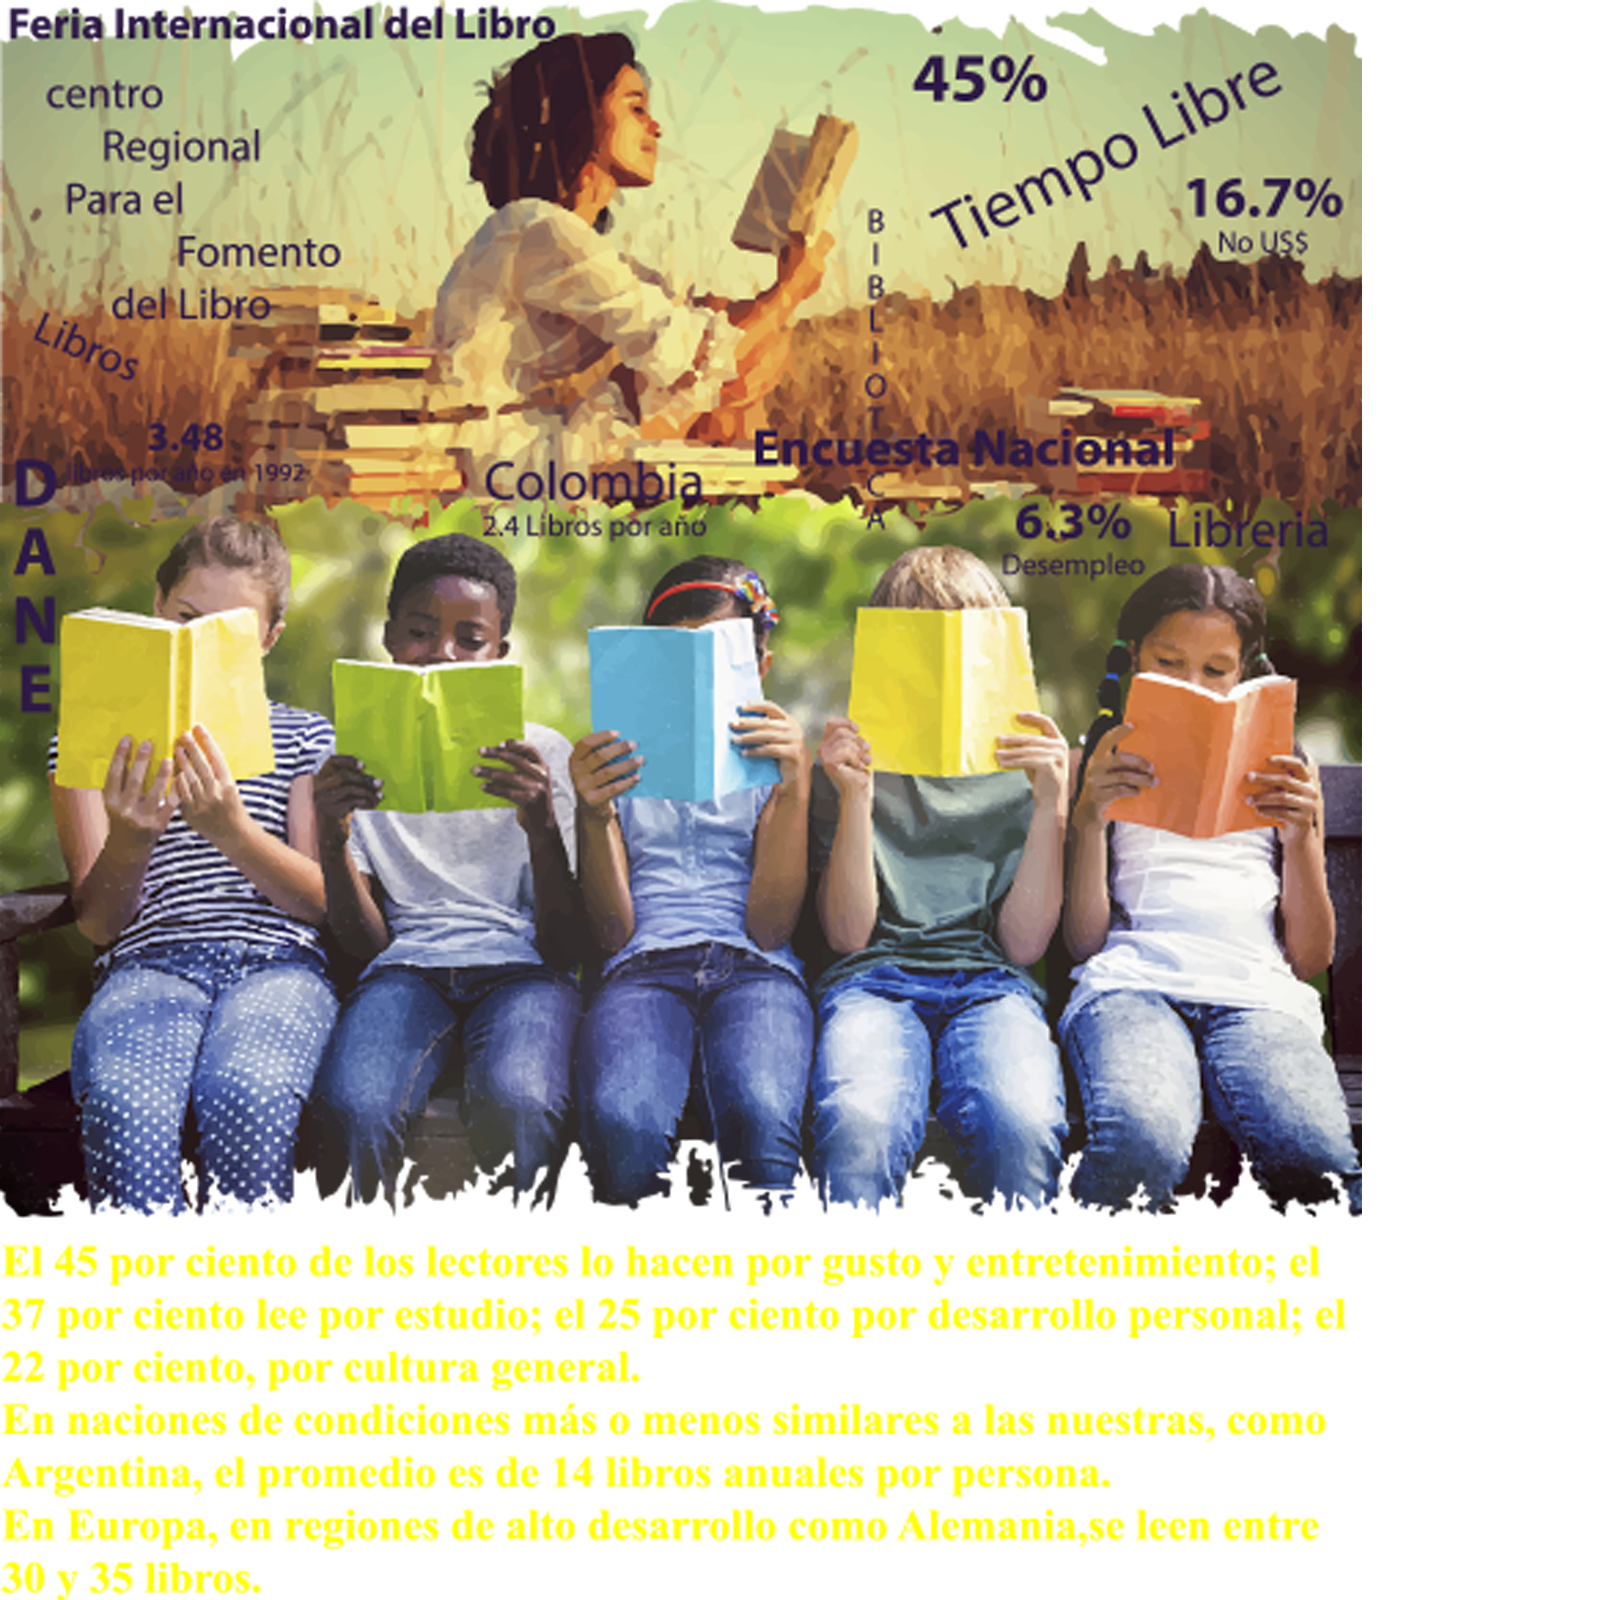 Feria Internacional del Libro
centro
Regional
Para el
Fomento
del Libro
Libros
45%
Tiempo Libre
16.7%
No US$
BIBLIOTECA
3.48
libros por año en 1992
DANE
Colombia
2.4 Libros por año
Encuesta Nacional
6.3%
Desempleo
Libreria
El 45 por ciento de los lectores lo hacen por gusto y entretenimiento; el
37 por ciento lee por estudio; el 25 por ciento por desarrollo personal; el
22 por ciento, por cultura general.
En naciones de condiciones más o menos similares a las nuestras, como
Argentina, el promedio es de 14 libros anuales por persona.
En Europa, en regiones de alto desarrollo como Alemania,se leen entre
30 y 35 libros.